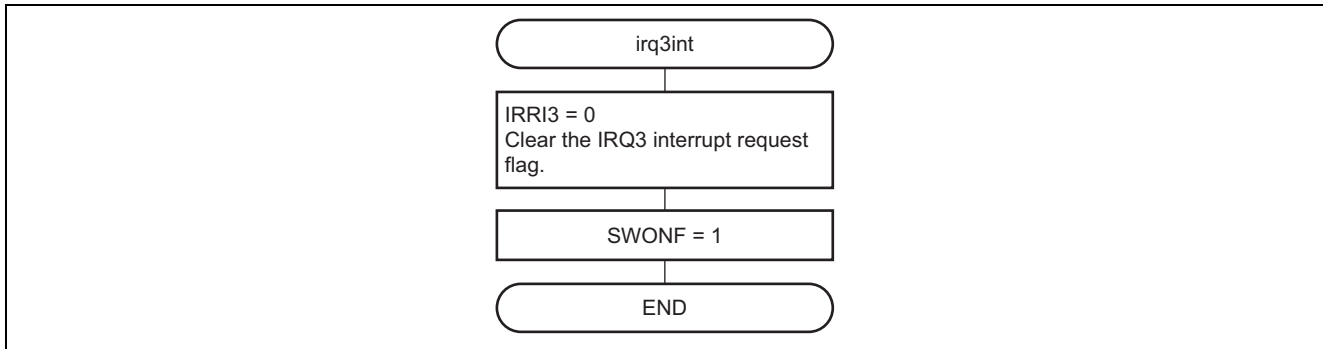 irq3int
IRRI3 = 0
Clear the IRQ3 interrupt request
flag.
SWONF = 1
END